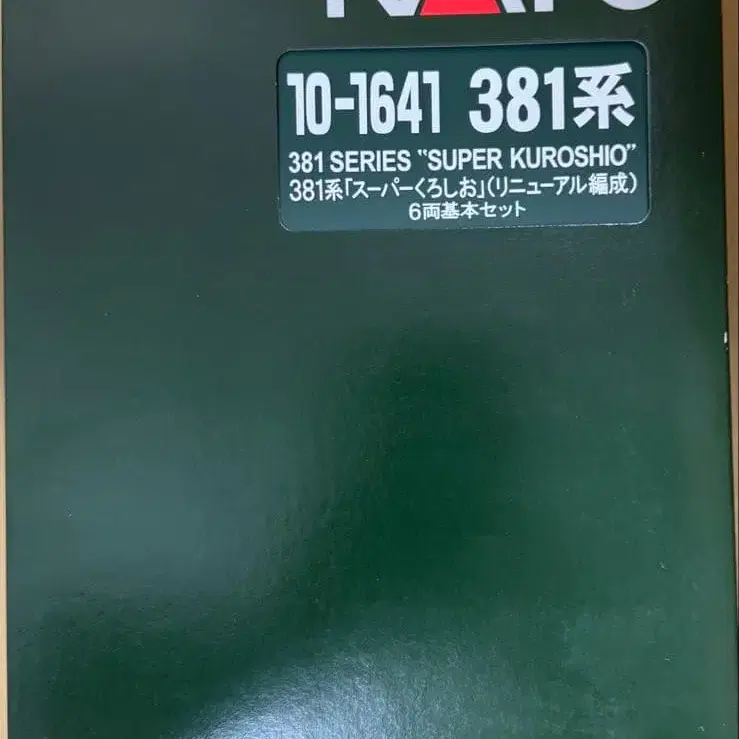 KATO
10-1641 381系
381 SERIES "SUPER KUROSHIO"
381系「スーパーくろしお」(リニューアル編成)
6両基本セット